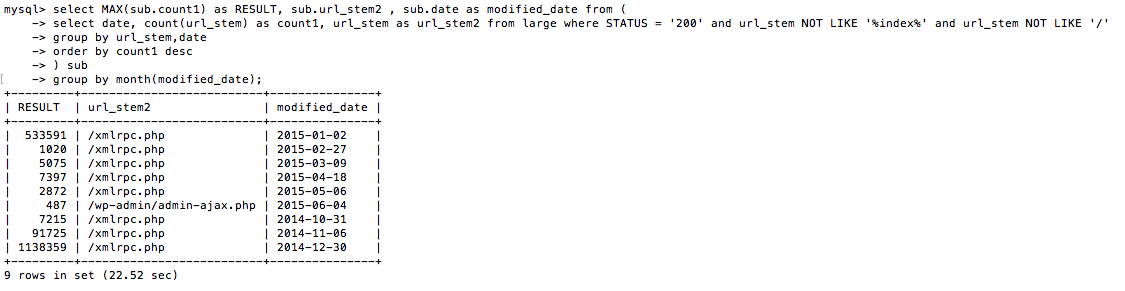 mysql> select MAX(sub.count1) as RESULT, sub.url_stem2 , sub.date as modified_date from (
    -> select date, count(url_stem) as count1, url_stem as url_stem2 from large where STATUS = '200' and url_stem NOT LIKE '%index%' and url_stem NOT LIKE '/'
    -> group by url_stem,date
    -> order by count1 desc
    -> ) sub
[    -> group by month(modified_date);
+---------+-------------------------+---------------+
| RESULT  | url_stem2               | modified_date |
+---------+-------------------------+---------------+
|  533591 | /xmlrpc.php             | 2015-01-02    |
|    1020 | /xmlrpc.php             | 2015-02-27    |
|    5075 | /xmlrpc.php             | 2015-03-09    |
|    7397 | /xmlrpc.php             | 2015-04-18    |
|    2872 | /xmlrpc.php             | 2015-05-06    |
|     487 | /wp-admin/admin-ajax.php | 2015-06-04    |
|    7215 | /xmlrpc.php             | 2014-10-31    |
|   91725 | /xmlrpc.php             | 2014-11-06    |
| 1138359 | /xmlrpc.php             | 2014-12-30    |
+---------+-------------------------+---------------+
9 rows in set (22.52 sec)